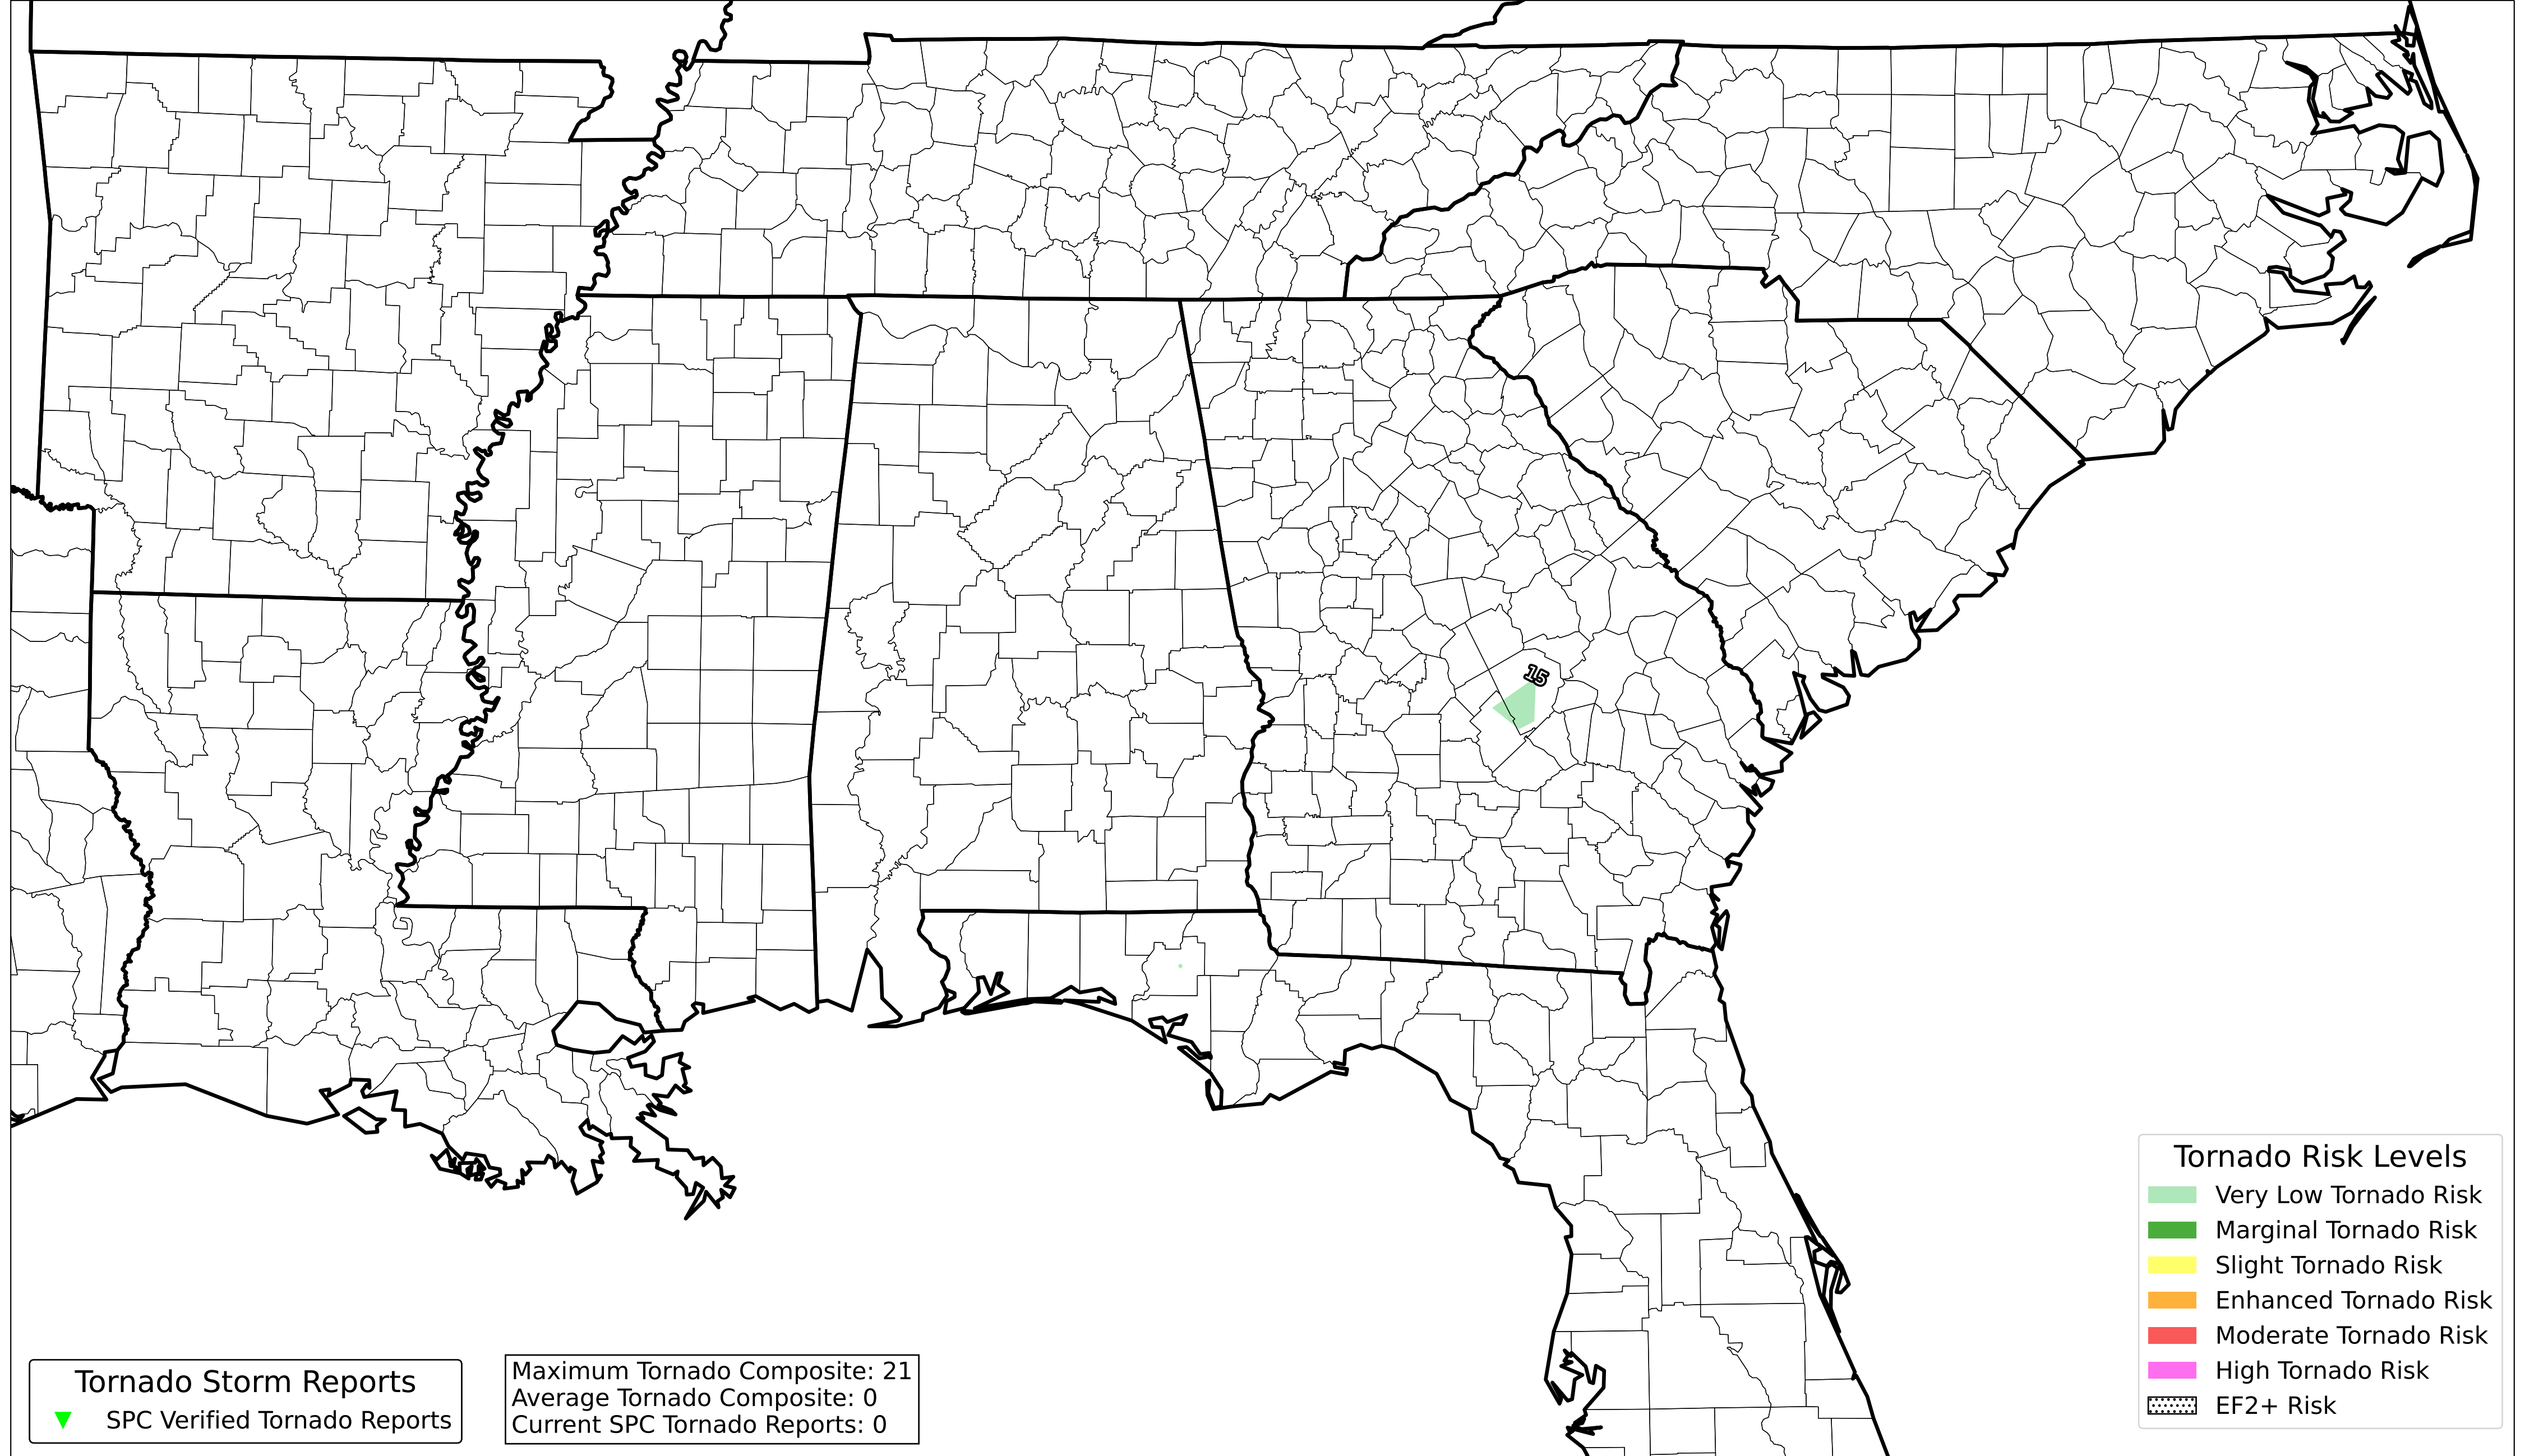 15
Tornado Risk Levels
Very Low Tornado Risk
Marginal Tornado Risk
Slight Tornado Risk
Enhanced Tornado Risk
Moderate Tornado Risk
High Tornado Risk
EF2+ Risk
Tornado Storm Reports
SPC Verified Tornado Reports
Maximum Tornado Composite: 21
Average Tornado Composite: 0
Current SPC Tornado Reports: 0